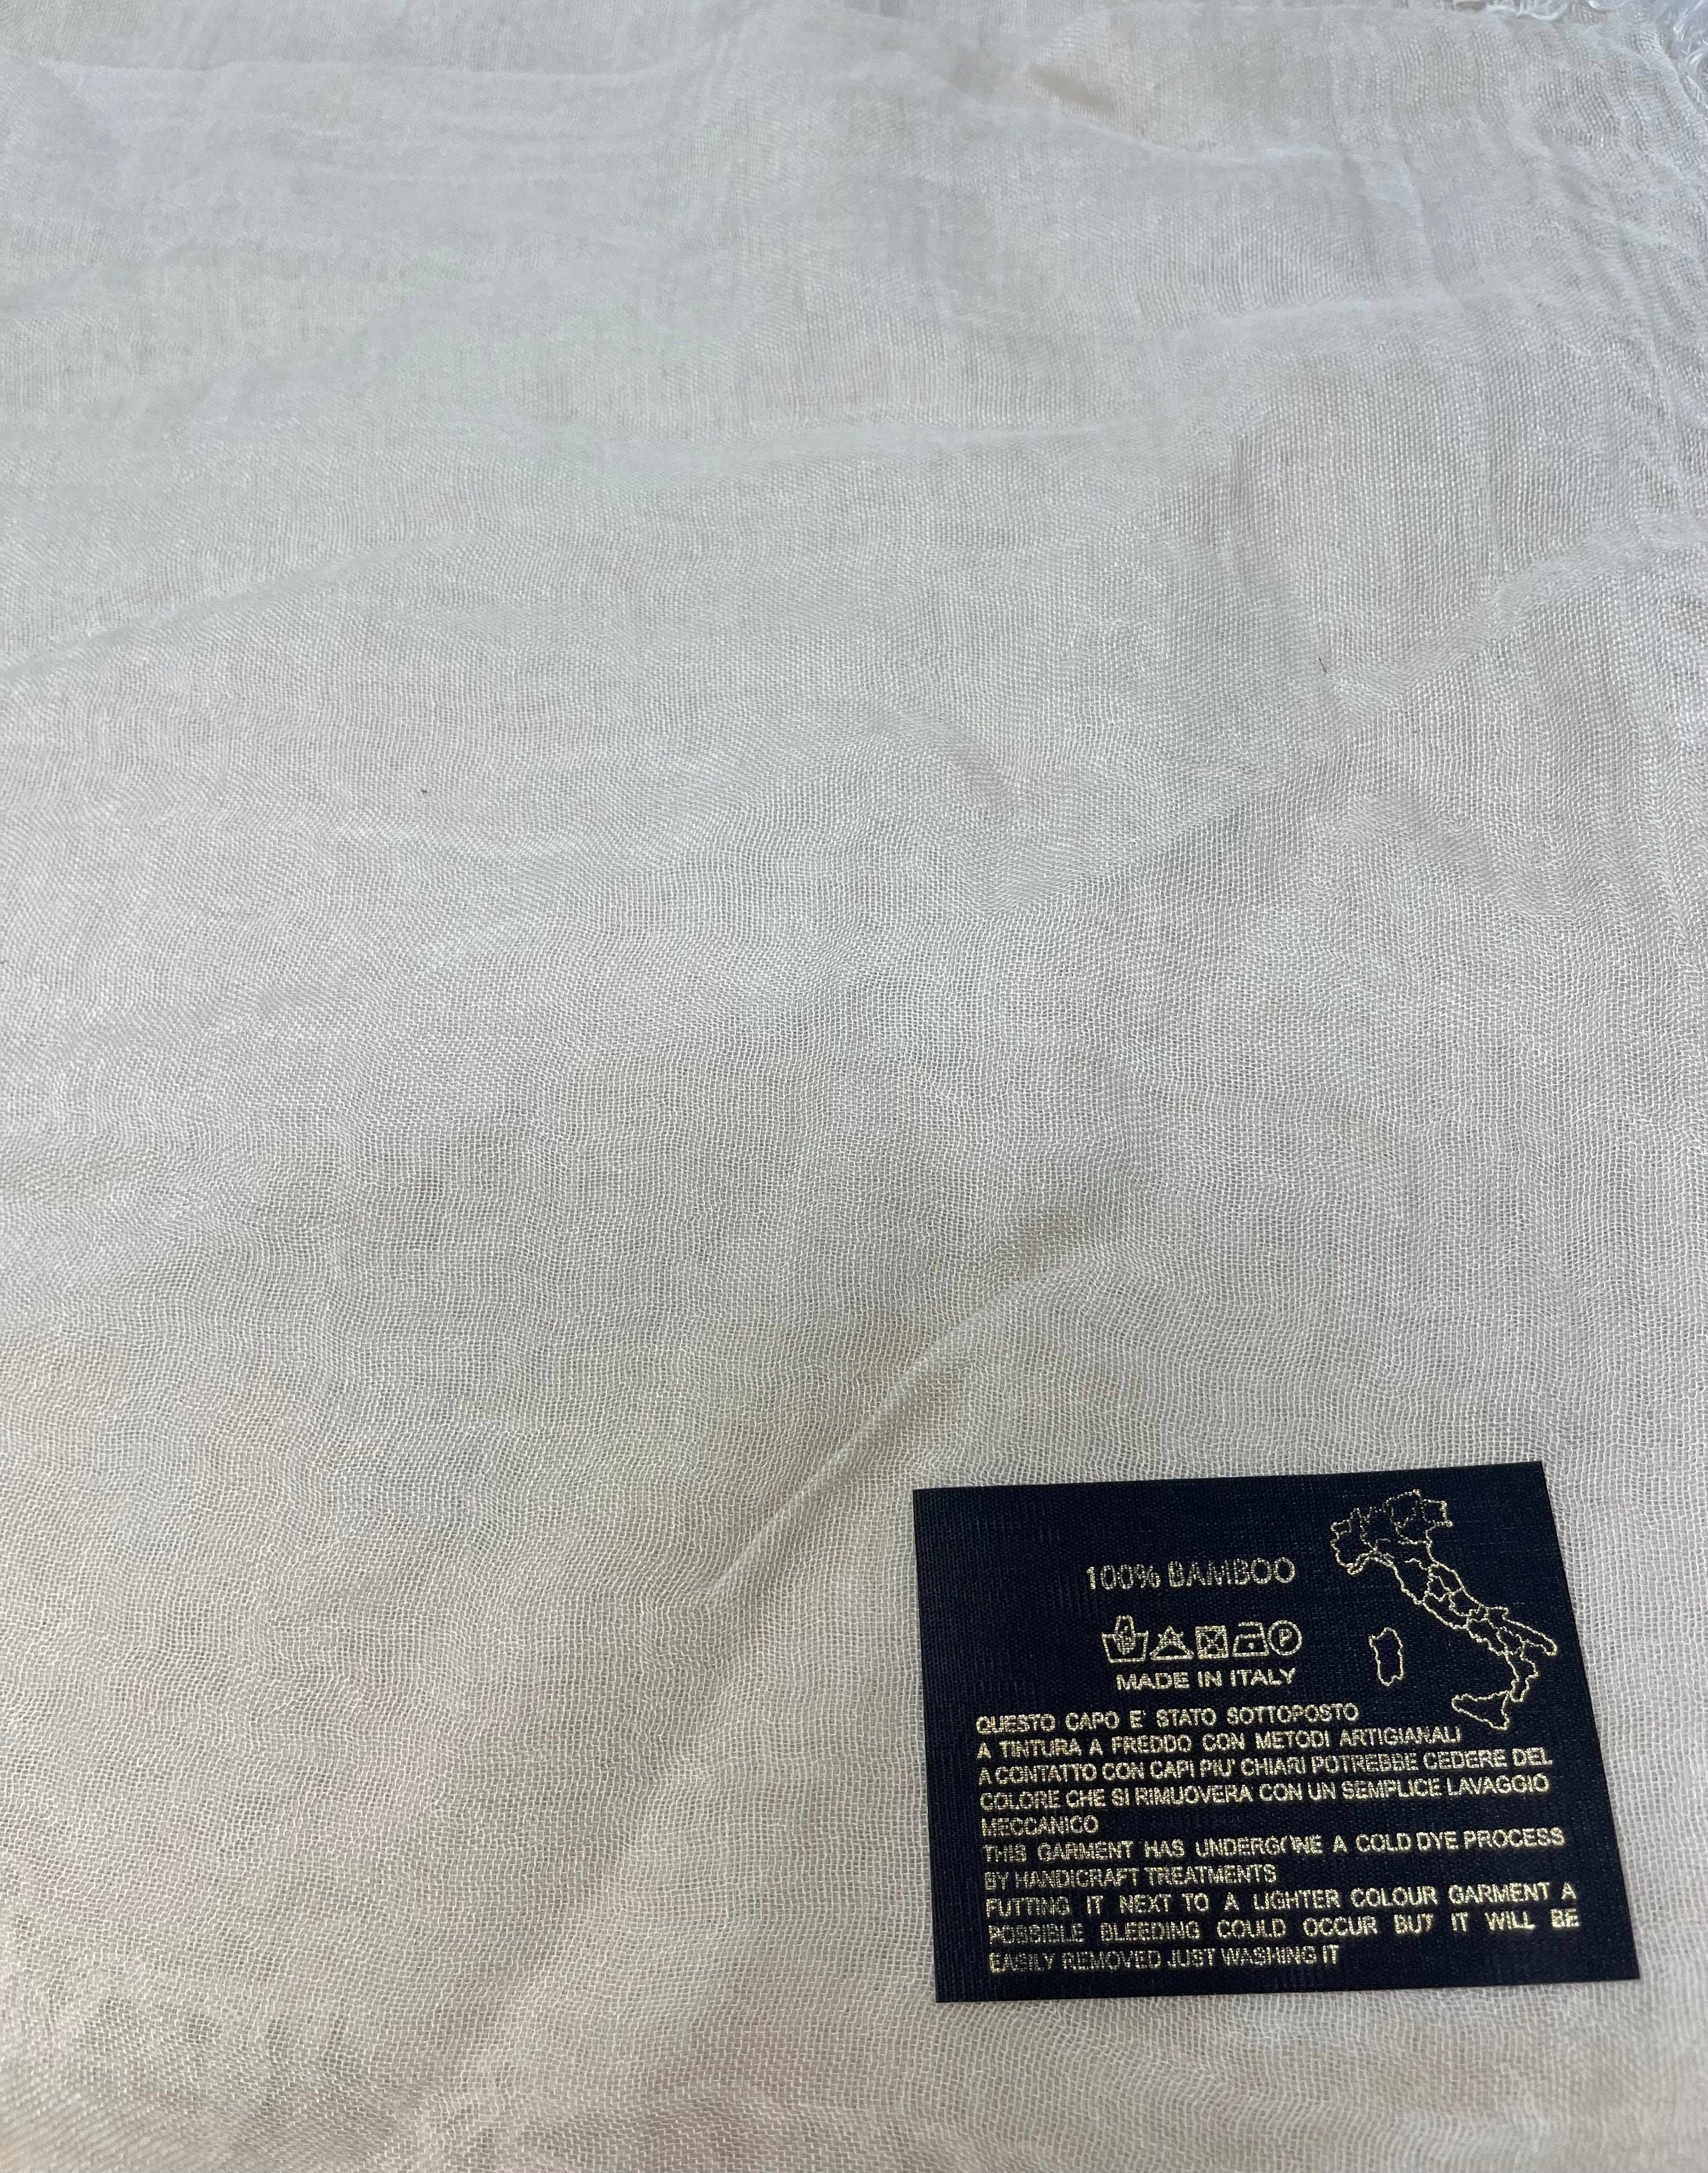 100% BAMBOO
P
MADE IN ITALY
QUESTO CAPO E' STATO SOTTOPOSTO
A TINTURA A FREDDO CON METODI ARTIGIANALI
A CONTATTO CON CAPI PIU' CHIARI POTREBBE CEDERE DEL
COLORE CHE SI RIMUOVERA CON UN SEMPLICE LAVAGGIO
MECCANICO
THIS GARMENT HAS UNDERGONE A COLD DYE PROCESS
BY HANDICRAFT TREATMENTS
PUTTING IT NEXT TO A LIGHTER COLOUR GARMENT A
POSSIBLE BLEEDING COULD OCCUR BUT IT WILL BE
EASILY REMOVED JUST WASHING IT